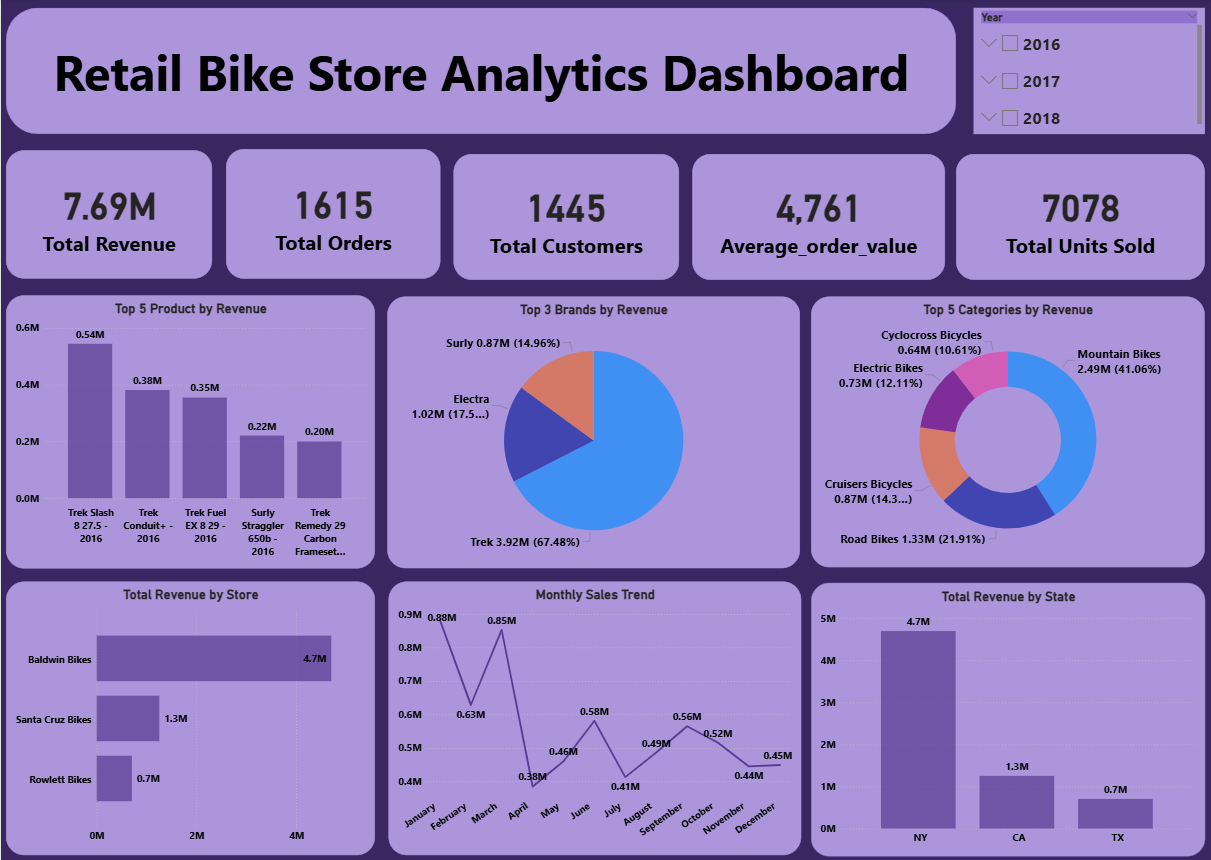 Retail Bike Store Analytics Dashboard
Year
2016
2017
2018
7.69M
Total Revenue
1615
Total Orders
1445
Total Customers
4,761
Average_order_value
7078
Total Units Sold
Top 5 Product by Revenue
0.6M
0.4M
0.2M
0.0M
0.54M
0.38M
0.35M
0.22M
0.20M
Trek Slash
8 27.5 -
2016
Trek
Conduit+ -
2016
Trek Fuel
EX 8 29 -
2016
Surly
Straggler
650b -
2016
Trek
Remedy 29
Carbon
Frameset...
Top 3 Brands by Revenue
Surly 0.87M (14.96%)
Electra
1.02M (17.5...)
Trek 3.92M (67.48%)
Top 5 Categories by Revenue
Cyclocross Bicycles
0.64M (10.61%)
Electric Bikes
0.73M (12.11%)
Mountain Bikes
2.49M (41.06%)
Cruisers Bicycles
0.87M (14.3...)
Road Bikes 1.33M (21.91%)
Total Revenue by Store
Baldwin Bikes
4.7M
Santa Cruz Bikes
1.3M
Rowlett Bikes
0.7M
0M
2M
4M
Monthly Sales Trend
0.9M
0.8M
0.7M
0.6M
0.5M
0.4M
0.88M
0.63M
0.85M
0.38M
0.46M
0.58M
0.41M
0.49M
0.56M
0.52M
0.44M
0.45M
January
February
March
April
May
June
July
August
September
October
November
December
Total Revenue by State
5M
4M
3M
2M
1M
0M
4.7M
1.3M
0.7M
NY
CA
TX